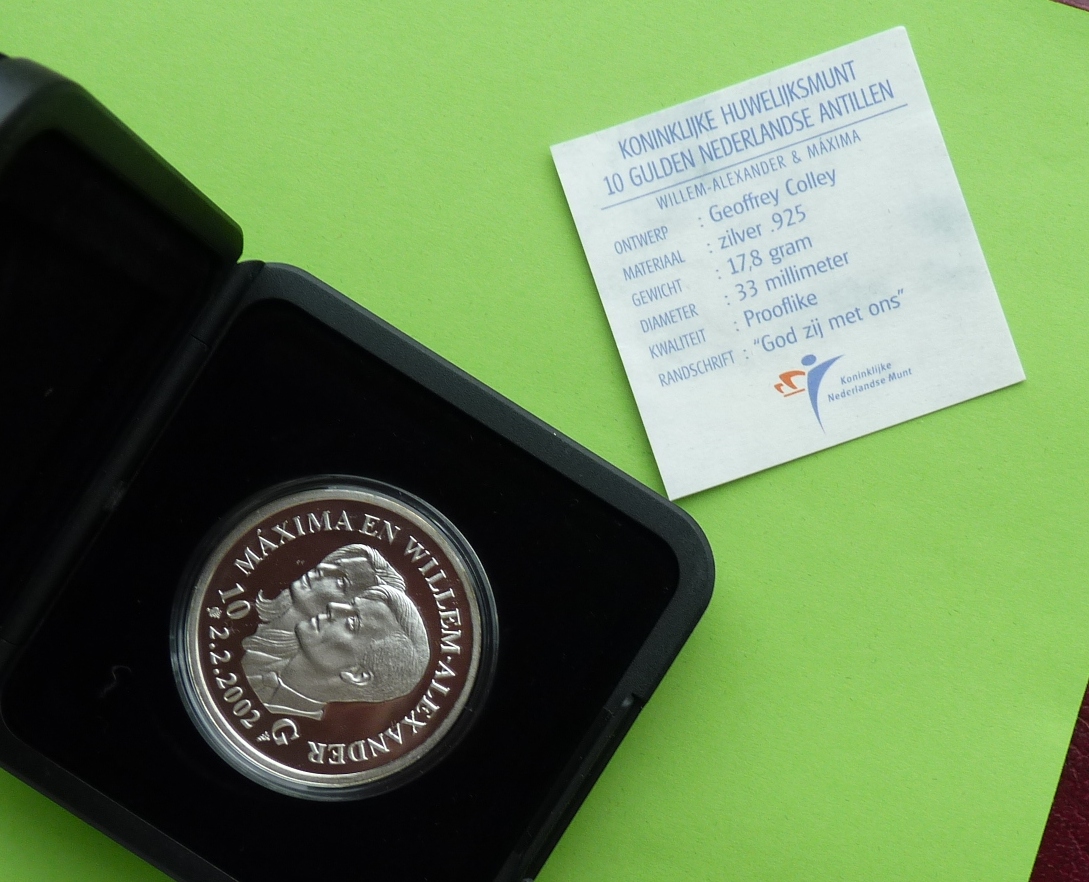 KONINKLIJKE HUWELIJKSMUNT
10 GULDEN NEDERLANDSE ANTILLEN
WILLEM-ALEXANDER & MÁXIMA
ONTWERP : Geoffrey Colley
MATERIAAL : zilver .925
GEWICHT : 17,8 gram
DIAMETER : 33 millimeter
KWALITEIT : Prooflike
RANDSCHRIFT : "God zij met ons"
Koninklijke
Nederlandse Munt
MÁXIMA EN WILLEM-ALEXANDER
10 G
2.2.2002